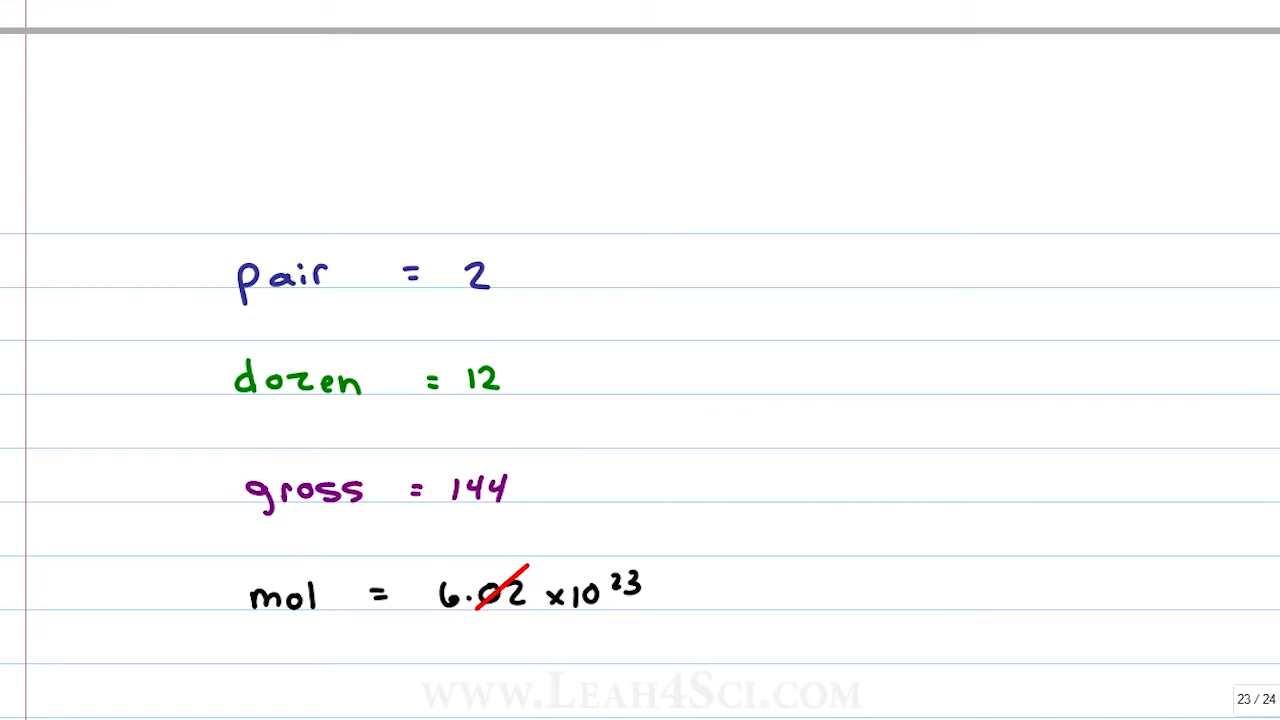 pair = 2
dozen = 12
gross = 144
mol = 6.02 x10²³
www.Leah4Sci.com
23 / 24